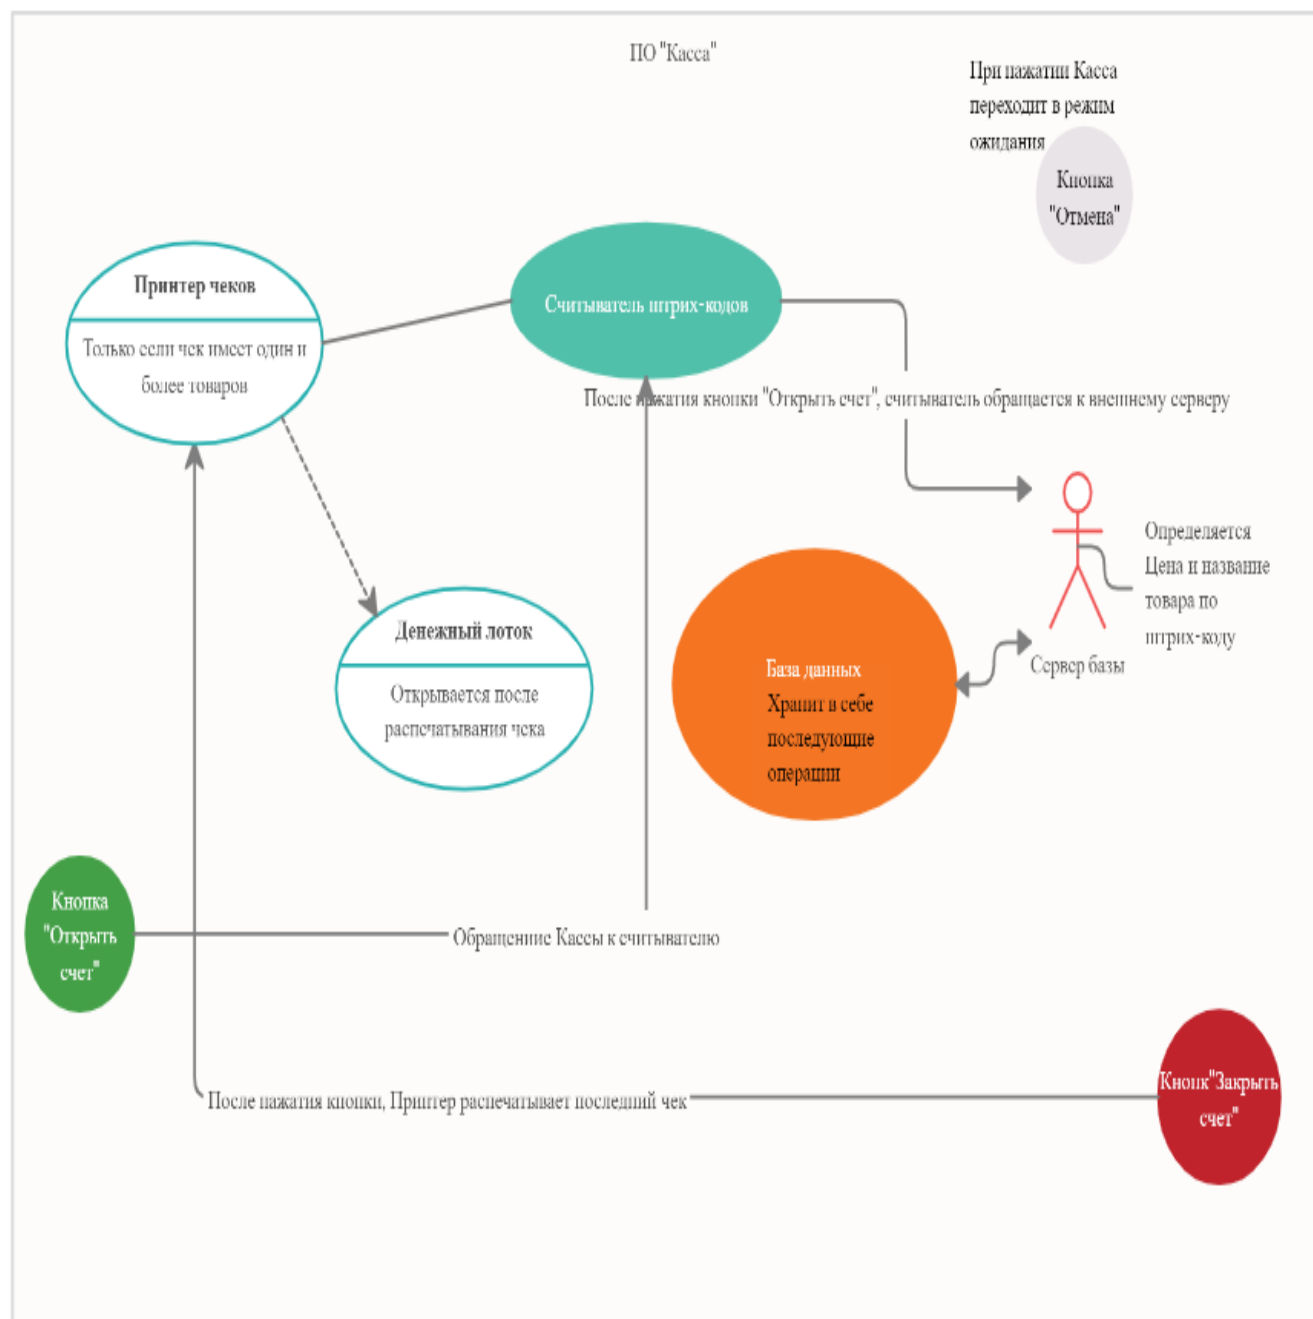 ПО "Касса"
При нажатии Касса
переходит в режим
ожидания
Кнопка
"Отмена"
Принтер чеков
Только если чек имеет один и
более товаров
Считыватель штрих-кодов
После нажатия кнопки "Открыть счет", считыватель обращается к внешнему серверу
Определяется
Цена и название
товара по
штрих-коду
Сервер базы
Денежный лоток
Открывается после
распечатывания чека
База данных
Хранит в себе
последующие
операции
Кнопка
"Открыть
счет"
Обращениие Кассы к считывателю
После нажатия кнопки, Принтер распечатывает последний чек
Кнопк"Закрыть
счет"